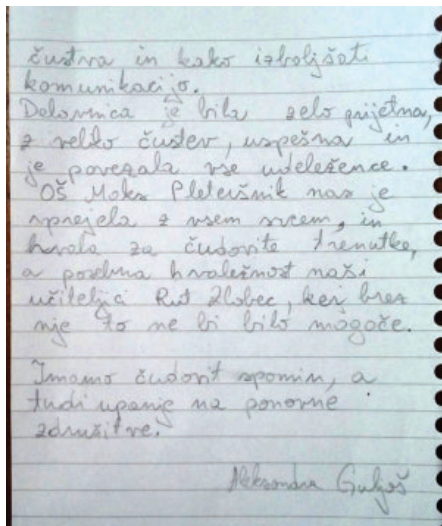 čustva in kako izboljšati
komunikacijo.
Delavnica je bila zelo prijetna,
z veliko čustev, uspešna in
je povezala vse udeležence.
OŠ Maks Pleteršnik nas je
sprejela z vsem srcem, in
hvala za čudovite trenutke,
a posebna hvaležnost naši
učiteljici Rut Zlobec, kej brez
nje to ne bi bilo mogoče.
Imamo čudovit spomin, a
tudi upanje na ponovne
združitve.
Aleksandra Guljoš